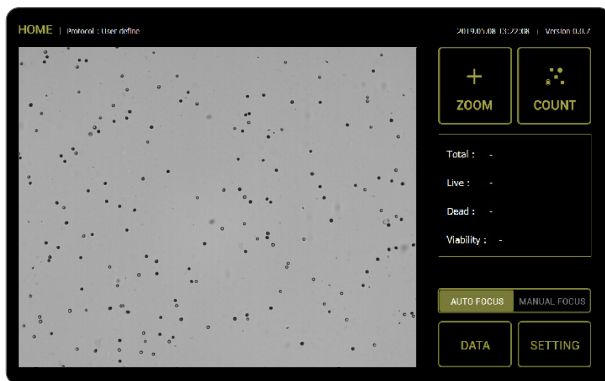 HOME | Protocol : User define
2019.05.08 13:22:08 | Version 0.0.7
ZOOM
COUNT
Total : -
Live : -
Dead : -
Viability : -
AUTO FOCUS
MANUAL FOCUS
DATA
SETTING